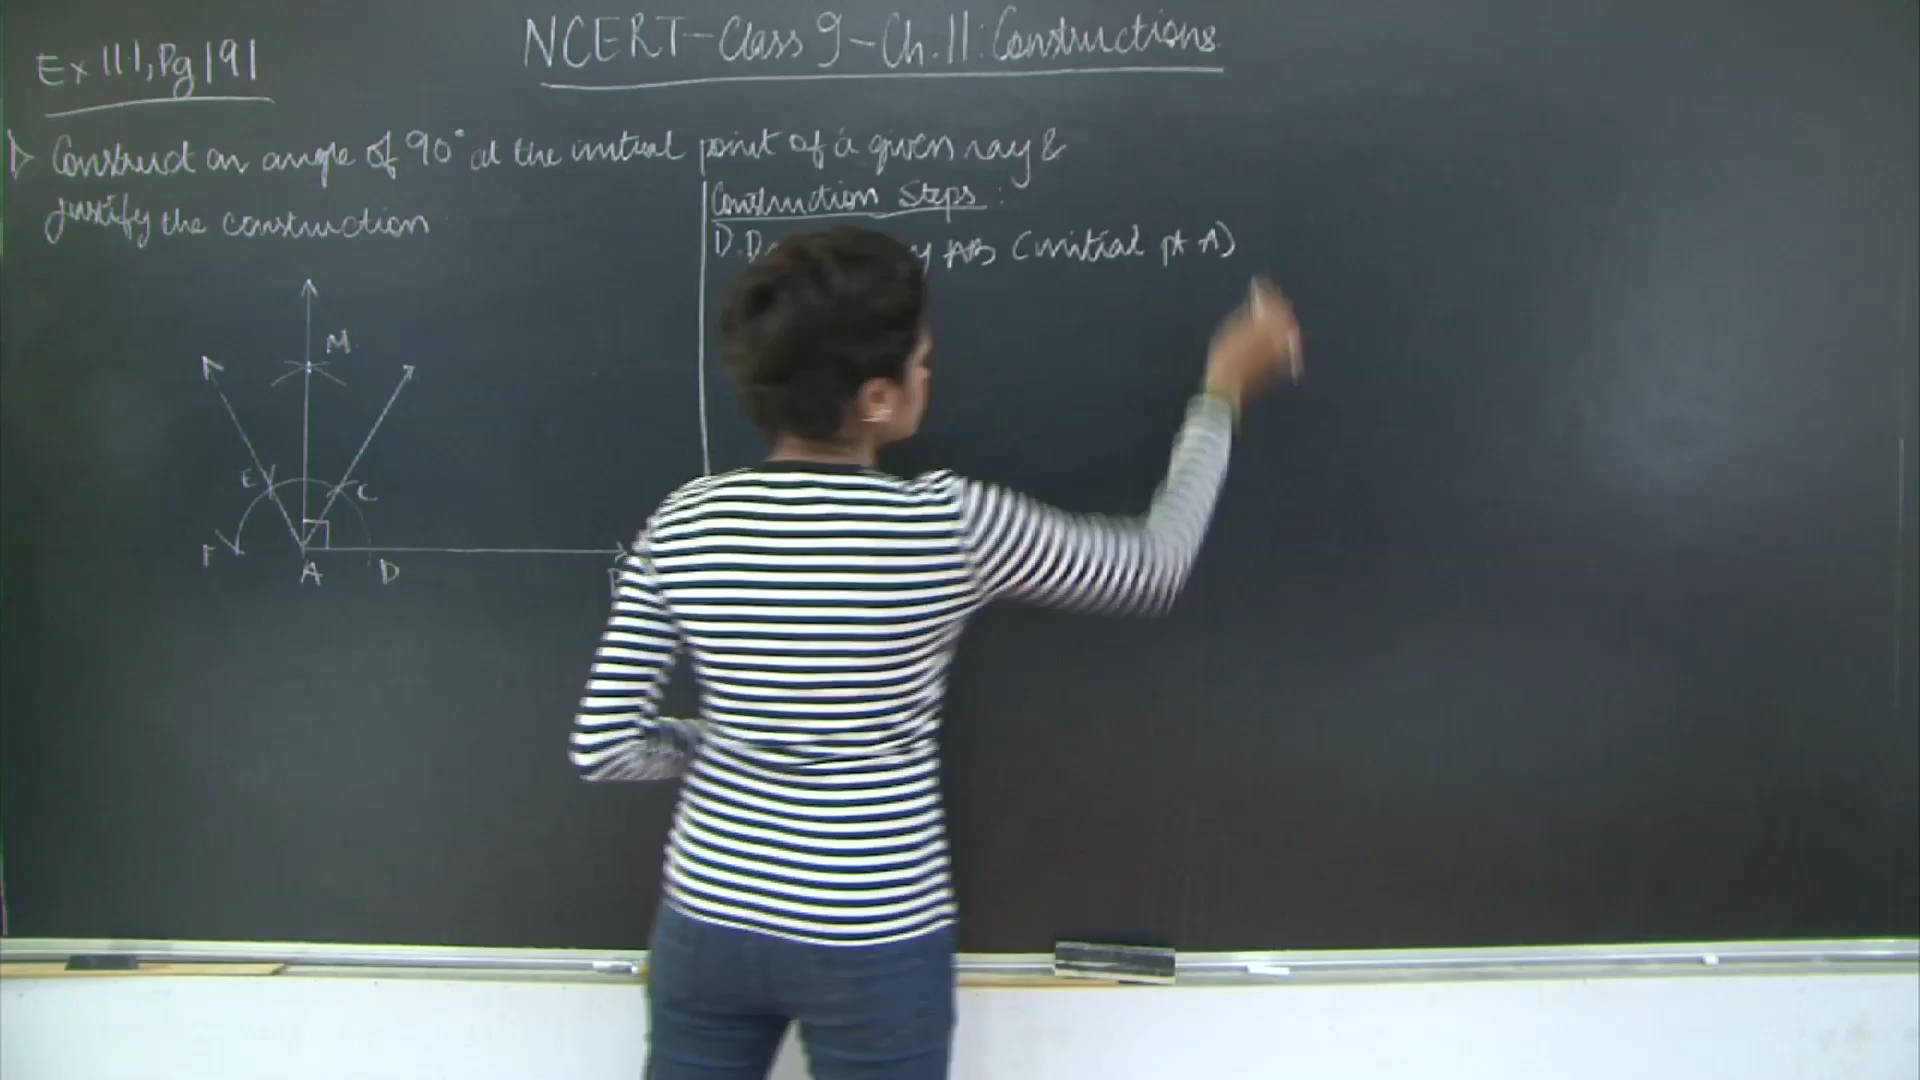 NCERT-Class 9-Ch.11: Constructions
Ex 11.1, Pg 191
1> Construct an angle of 90° at the initial point of a given ray &
justify the construction
Construction Steps :
AB (initial pt A)
M
E
C
F
A
D